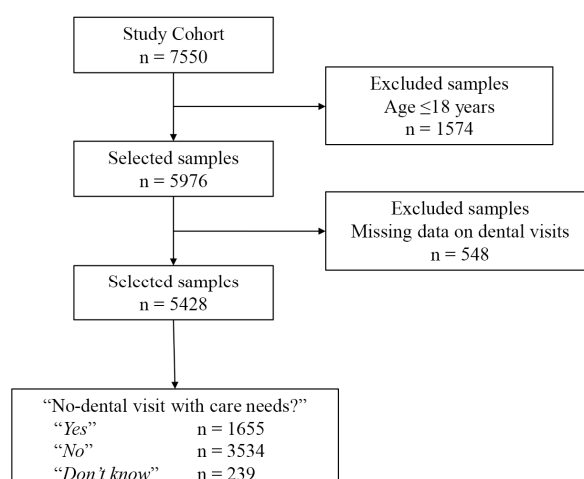 Study Cohort
n = 7550
Excluded samples
Age ≤18 years
n = 1574
Selected samples
n = 5976
Excluded samples
Missing data on dental visits
n = 548
Selected samples
n = 5428
“No-dental visit with care needs?”
“Yes” n = 1655
“No” n = 3534
“Don’t know” n = 239